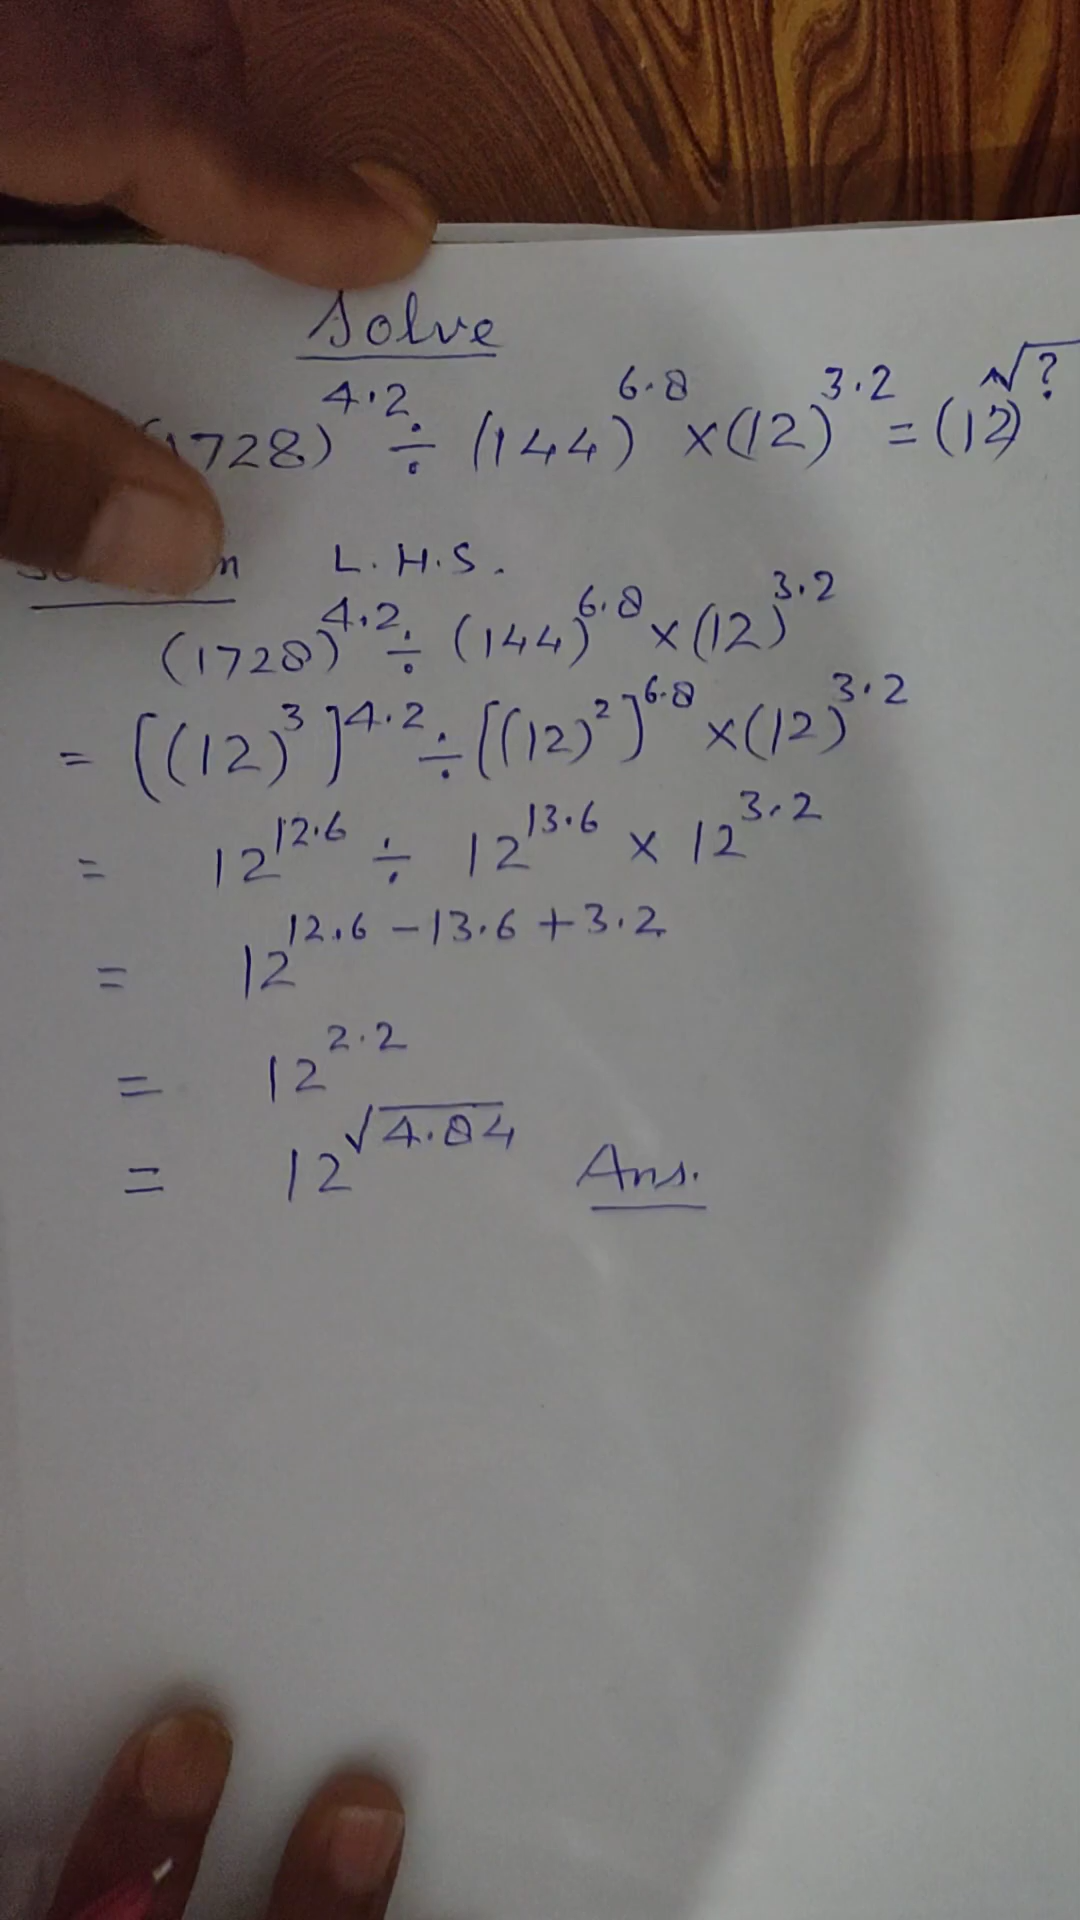 Solve
1728)^4.2 ÷ (144)^6.8 ×(12)^3.2 = (12)^√?
L.H.S.
(1728)^4.2 ÷ (144)^6.8 ×(12)^3.2
= [(12)^3]^4.2 ÷ [(12)^2]^6.8 ×(12)^3.2
= 12^12.6 ÷ 12^13.6 × 12^3.2
= 12^12.6 – 13.6 + 3.2
= 12^2.2
= 12^√4.84 Ans.